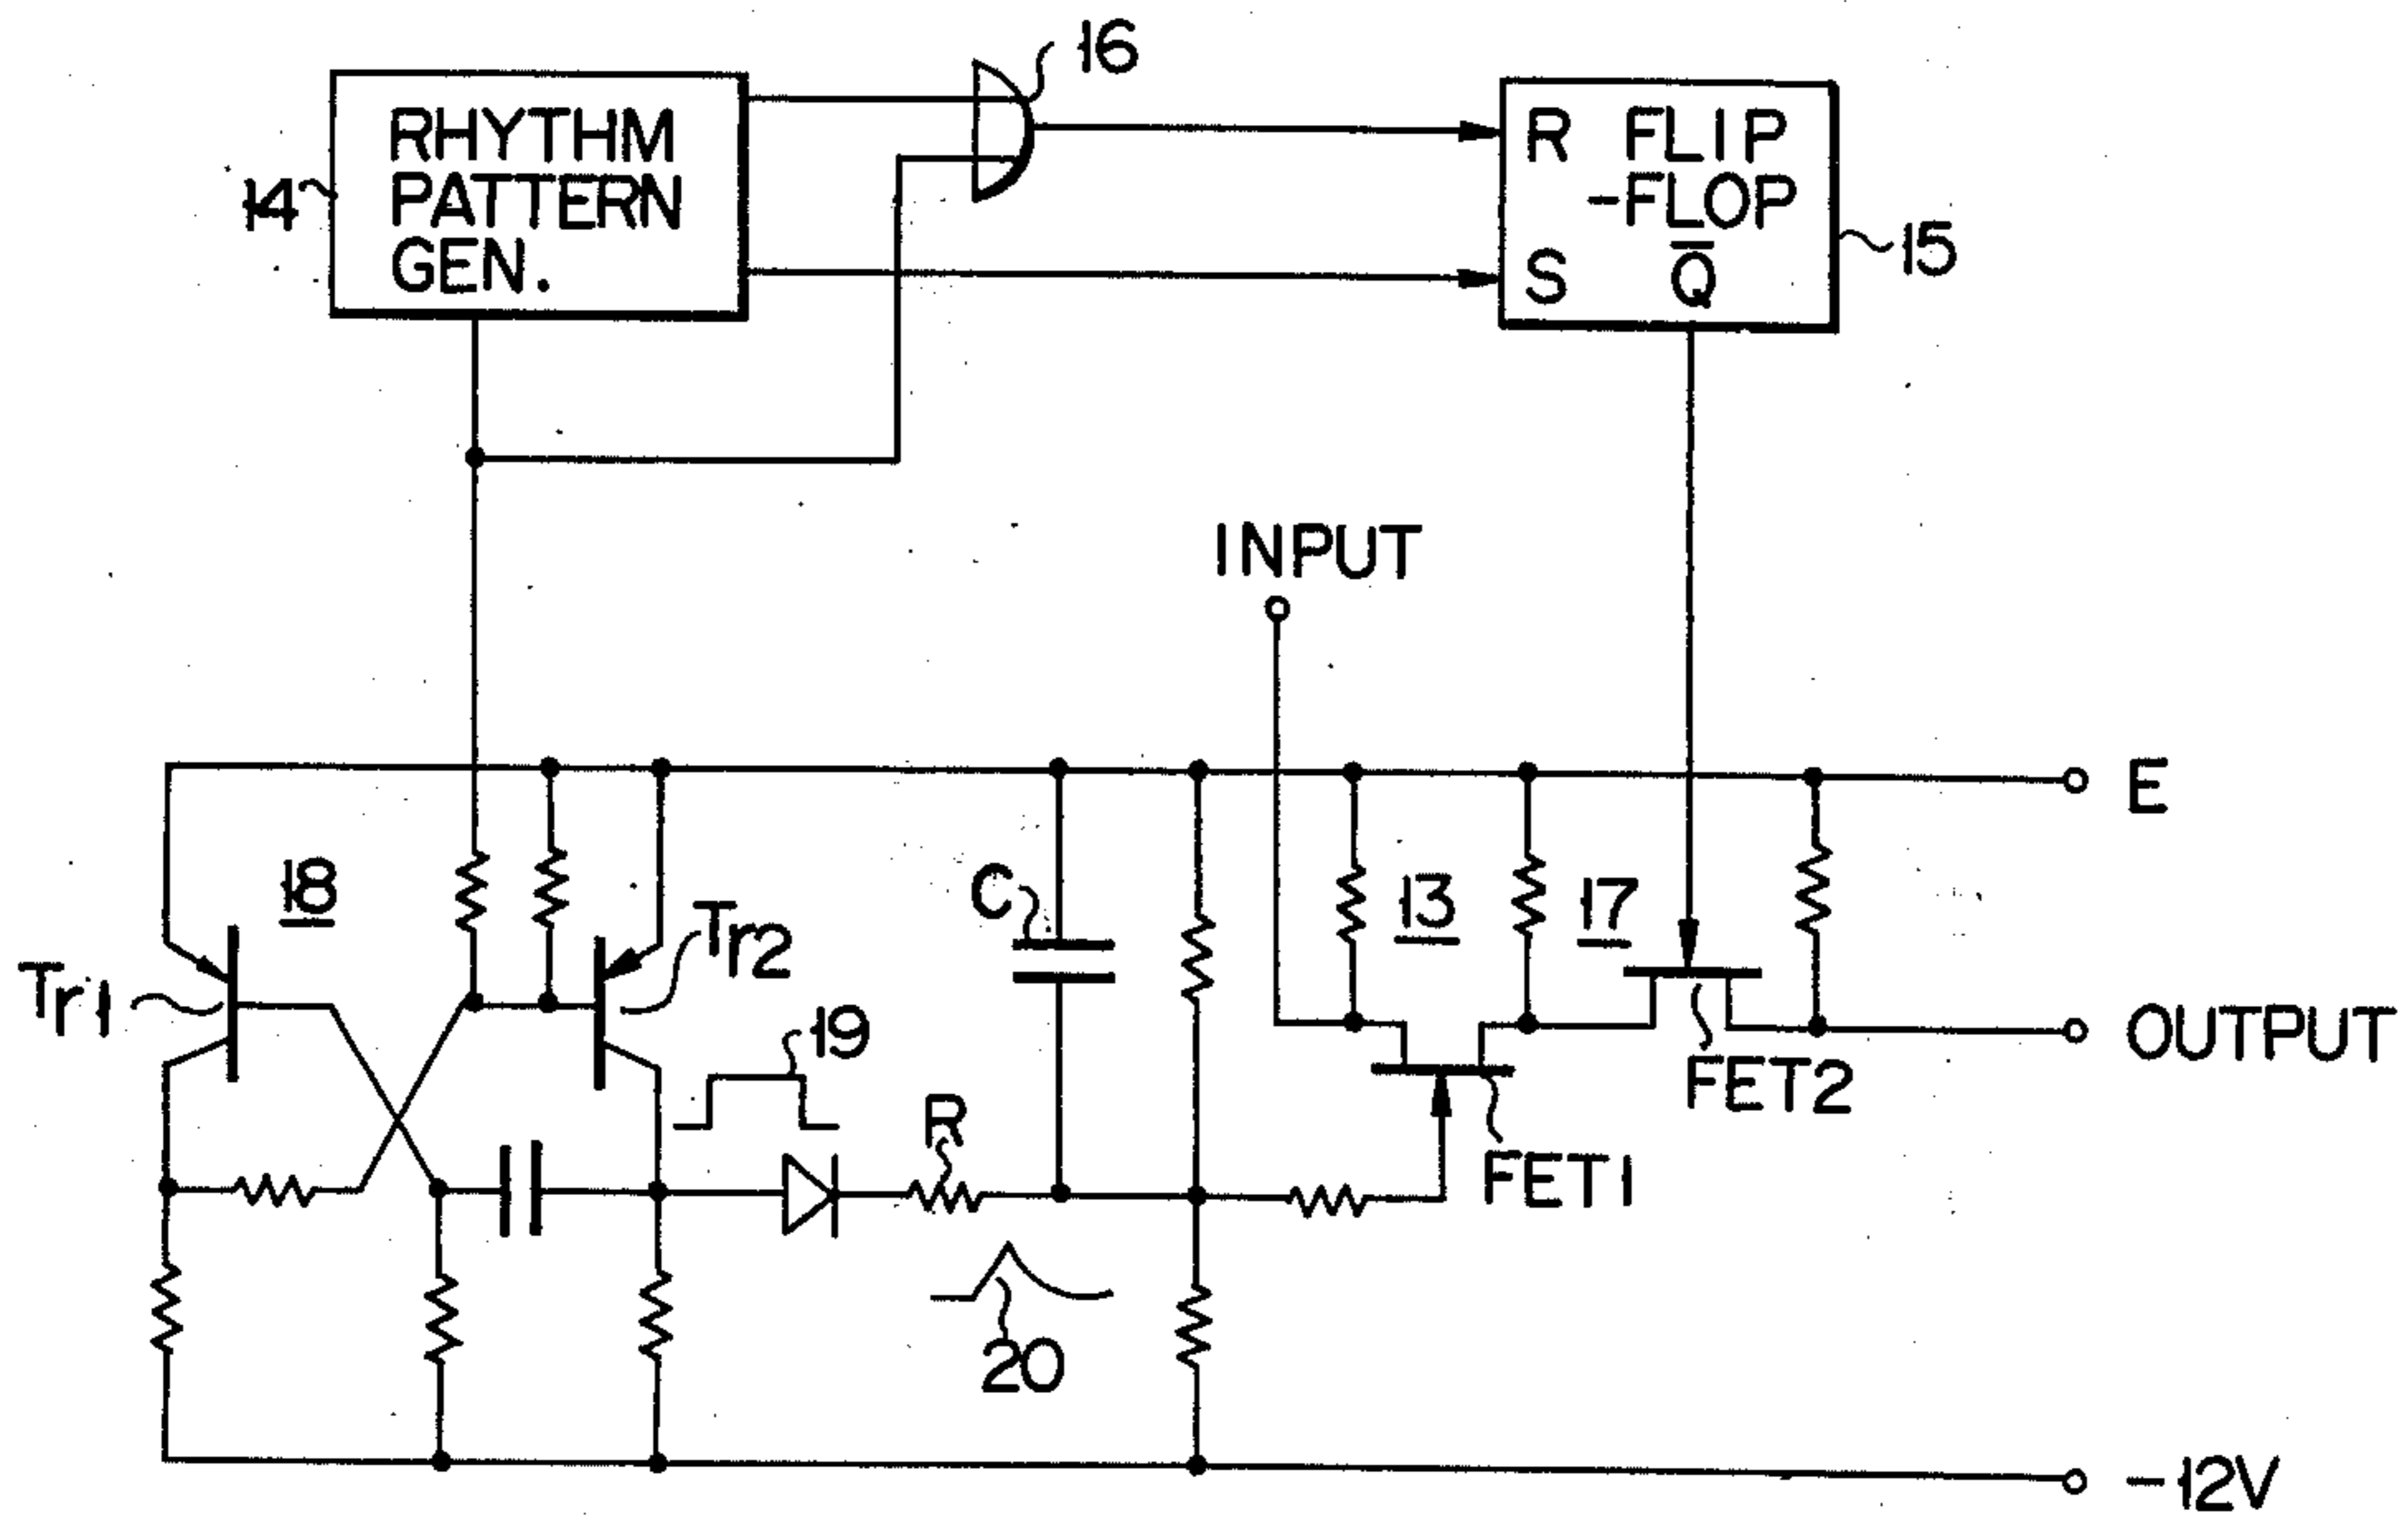 16
RHYTHM
PATTERN
GEN.
14
R FLIP
-FLOP
S Q̅
15
INPUT
E
18
C
13
17
Tr1
Tr2
19
OUTPUT
FET2
R
FET1
20
-12V